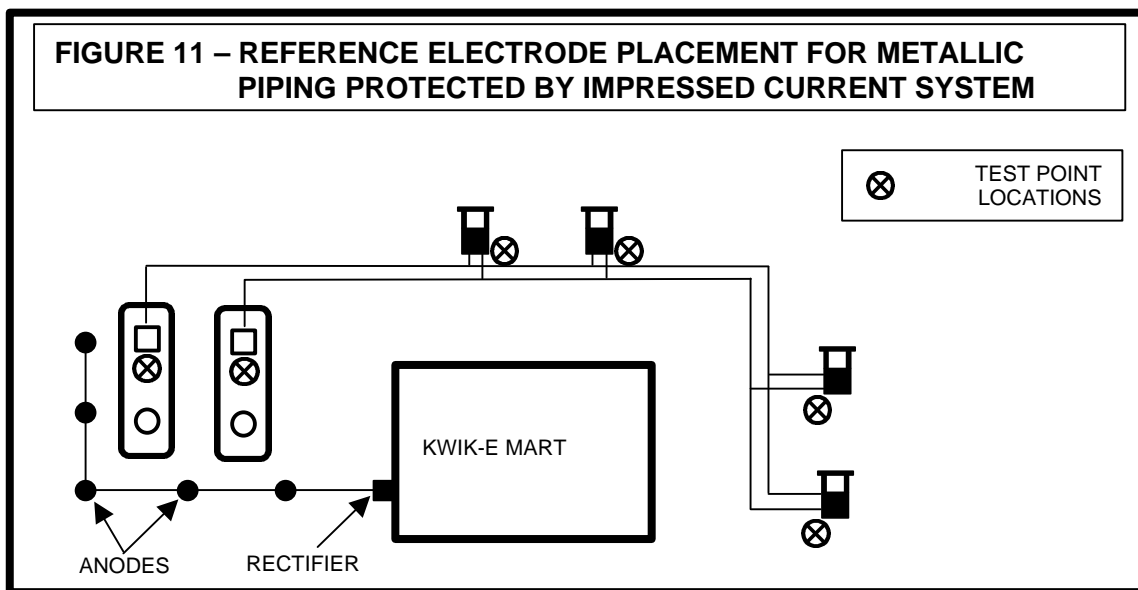 FIGURE 11 – REFERENCE ELECTRODE PLACEMENT FOR METALLIC
PIPING PROTECTED BY IMPRESSED CURRENT SYSTEM
TEST POINT
LOCATIONS
KWIK-E MART
ANODES
RECTIFIER